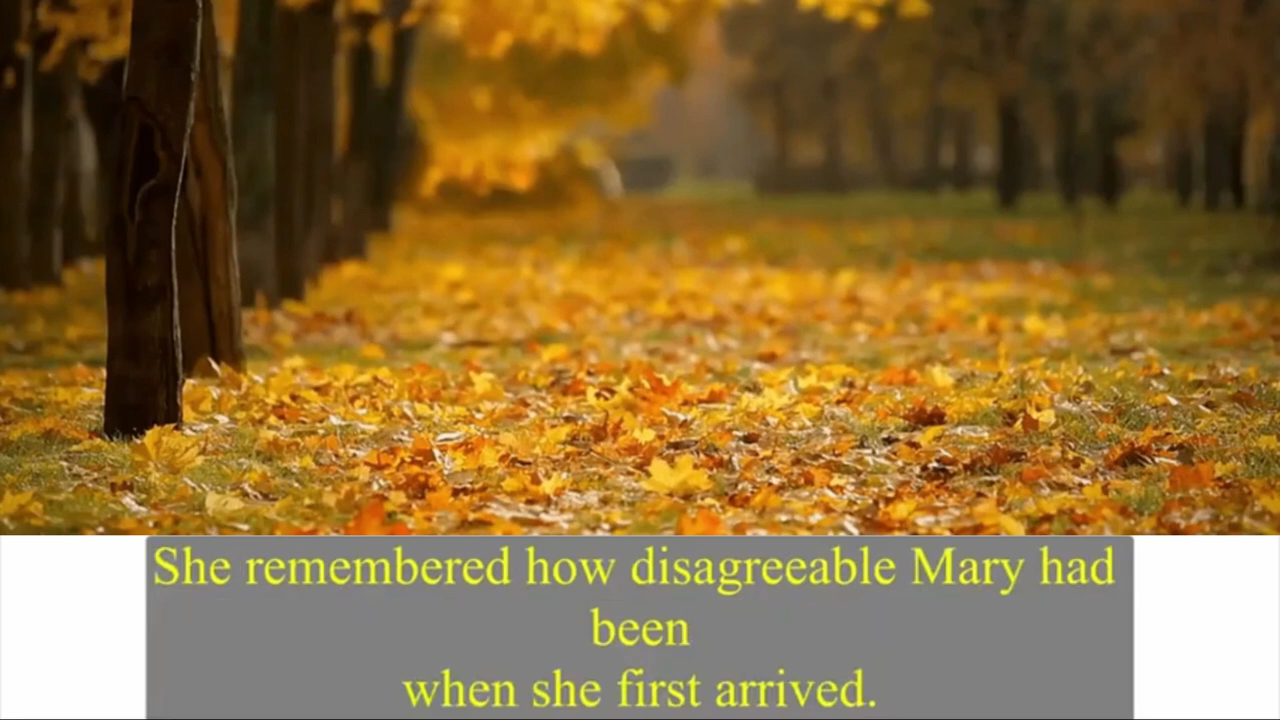 She remembered how disagreeable Mary had
been
when she first arrived.